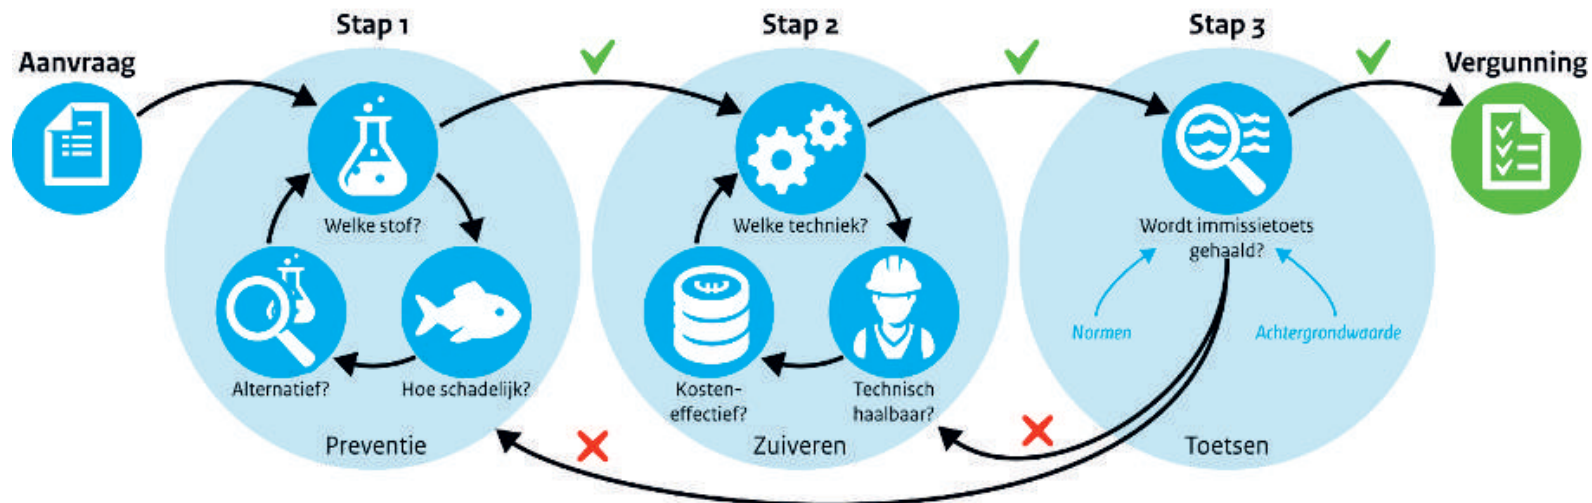 Aanvraag
Stap 1
Welke stof?
Alternatief?
Hoe schadelijk?
Preventie
Stap 2
Welke techniek?
Kosten-
effectief?
Technisch
haalbaar?
Zuiveren
Stap 3
Wordt immissietoets
gehaald?
Normen
Achtergrondwaarde
Toetsen
Vergunning